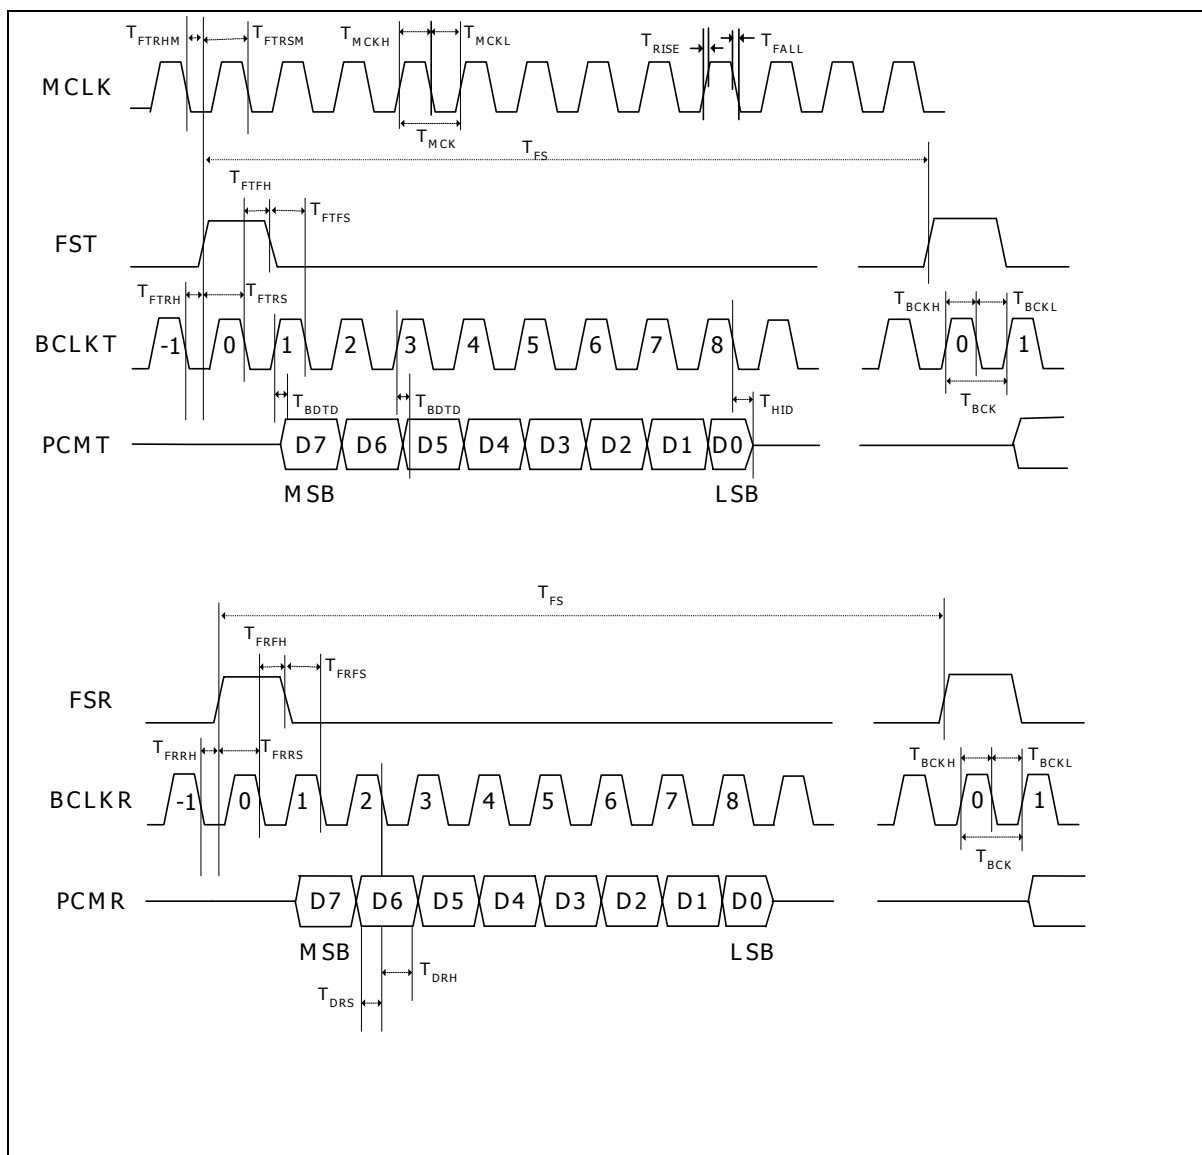 TFTRHM TFTRSM TMCKH TMCKL TRISE TFALL
MCLK
TMCK
TFS
TFTFH TFTFS
FST
TFTRH TFTRS TBCKH TBCKL
BCLKT -1 0 1 2 3 4 5 6 7 8 0 1
TBDTD TBDTD THID TBCK
PCMT D7 D6 D5 D4 D3 D2 D1 D0
MSB LSB
TFS
TFRFH TFRFS
FSR
TFRRH TFRRS TBCKH TBCKL
BCLKR -1 0 1 2 3 4 5 6 7 8 0 1
TBCK
PCMR D7 D6 D5 D4 D3 D2 D1 D0
MSB LSB
TDRH
TDRS